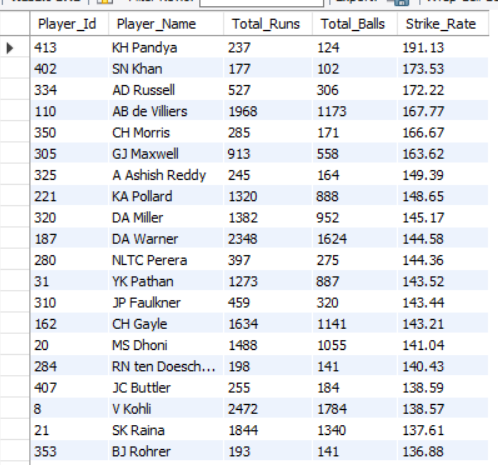 Player_Id Player_Name Total_Runs Total_Balls Strike_Rate
413 KH Pandya 237 124 191.13
402 SN Khan 177 102 173.53
334 AD Russell 527 306 172.22
110 AB de Villiers 1968 1173 167.77
350 CH Morris 285 171 166.67
305 GJ Maxwell 913 558 163.62
325 A Ashish Reddy 245 164 149.39
221 KA Pollard 1320 888 148.65
320 DA Miller 1382 952 145.17
187 DA Warner 2348 1624 144.58
280 NLTC Perera 397 275 144.36
31 YK Pathan 1273 887 143.52
310 JP Faulkner 459 320 143.44
162 CH Gayle 1634 1141 143.21
20 MS Dhoni 1488 1055 141.04
284 RN ten Doesch... 198 141 140.43
407 JC Buttler 255 184 138.59
8 V Kohli 2472 1784 138.57
21 SK Raina 1844 1340 137.61
353 BJ Rohrer 193 141 136.88